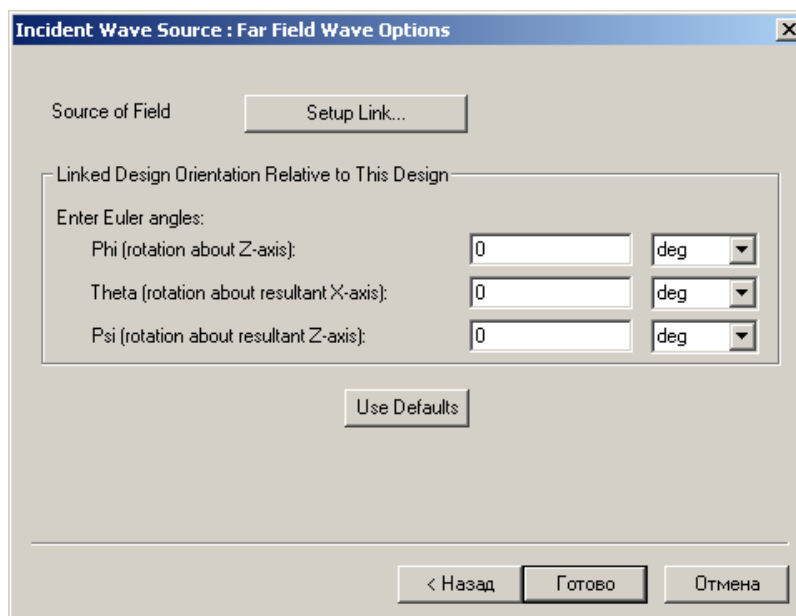 Incident Wave Source : Far Field Wave Options
Source of Field Setup Link...
Linked Design Orientation Relative to This Design
Enter Euler angles:
Phi (rotation about Z-axis): 0 deg
Theta (rotation about resultant X-axis): 0 deg
Psi (rotation about resultant Z-axis): 0 deg
Use Defaults
< Назад Готово Отмена